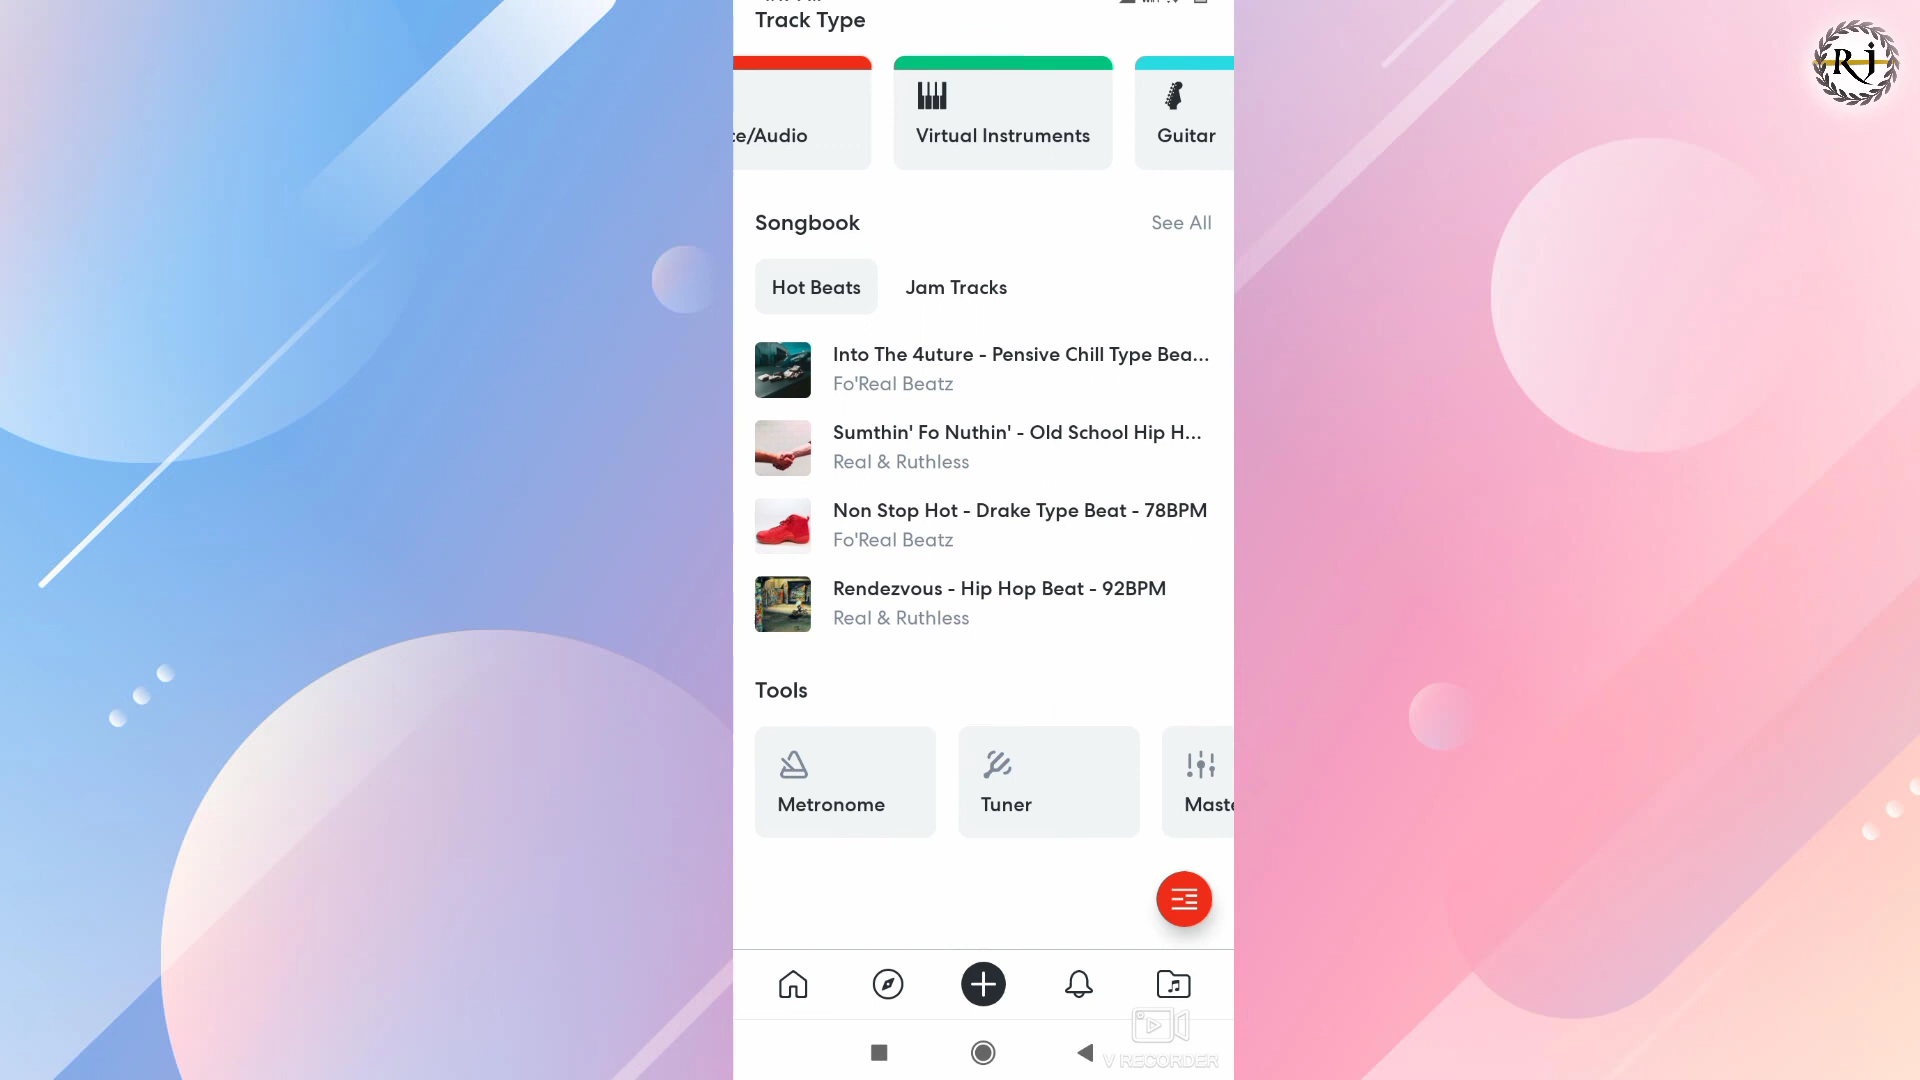 Track Type
RJ
te/Audio
Virtual Instruments
Guitar
Songbook
See All
Hot Beats
Jam Tracks
Into The 4uture - Pensive Chill Type Bea...
Fo'Real Beatz
Sumthin' Fo Nuthin' - Old School Hip H...
Real & Ruthless
Non Stop Hot - Drake Type Beat - 78BPM
Fo'Real Beatz
Rendezvous - Hip Hop Beat - 92BPM
Real & Ruthless
Tools
Metronome
Tuner
Maste
V RECORDER